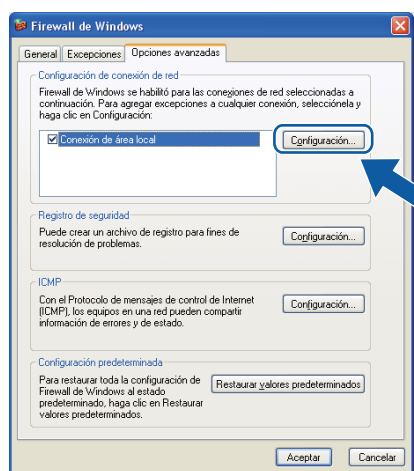 Firewall de Windows
General Excepciones Opciones avanzadas
Configuración de conexión de red
Firewall de Windows se habilitó para las conexiones de red seleccionadas a
continuación. Para agregar excepciones a cualquier conexión, selecciónela y
haga clic en Configuración:
Conexión de área local
Configuración...
Registro de seguridad
Puede crear un archivo de registro para fines de
resolución de problemas.
Configuración...
ICMP
Con el Protocolo de mensajes de control de Internet
(ICMP), los equipos en una red pueden compartir
información de errores y de estado.
Configuración...
Configuración predeterminada
Para restaurar toda la configuración de
Firewall de Windows al estado
predeterminado, haga clic en Restaurar
valores predeterminados.
Restaurar valores predeterminados
Aceptar Cancelar